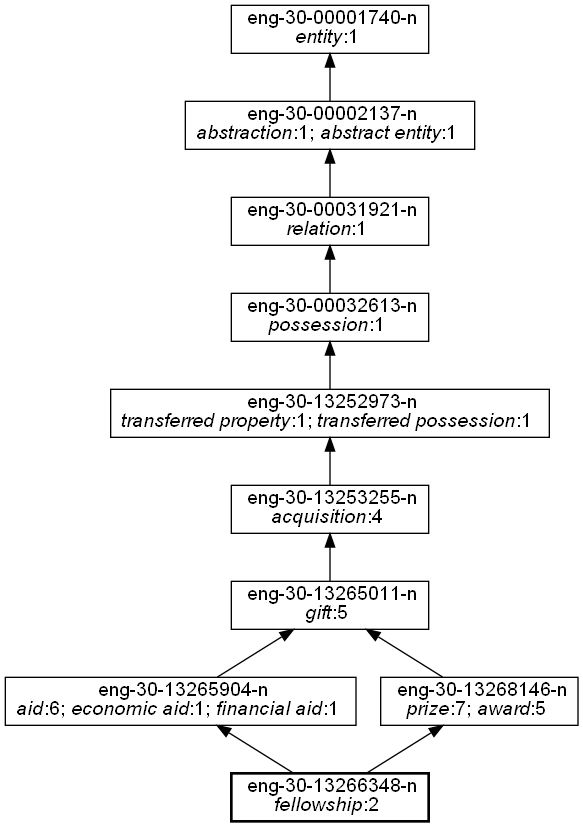 eng-30-00001740-n
entity:1
eng-30-00002137-n
abstraction:1; abstract entity:1
eng-30-00031921-n
relation:1
eng-30-00032613-n
possession:1
eng-30-13252973-n
transferred property:1; transferred possession:1
eng-30-13253255-n
acquisition:4
eng-30-13265011-n
gift:5
eng-30-13265904-n
aid:6; economic aid:1; financial aid:1
eng-30-13268146-n
prize:7; award:5
eng-30-13266348-n
fellowship:2